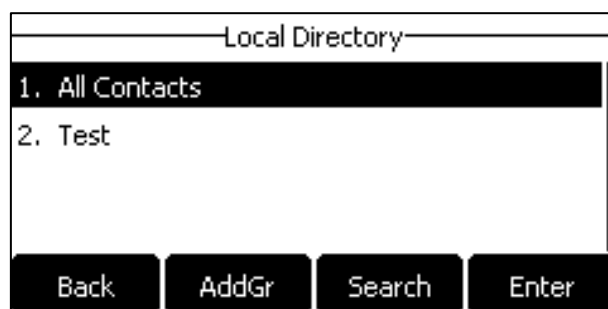 Local Directory
1. All Contacts
2. Test
Back AddGr Search Enter